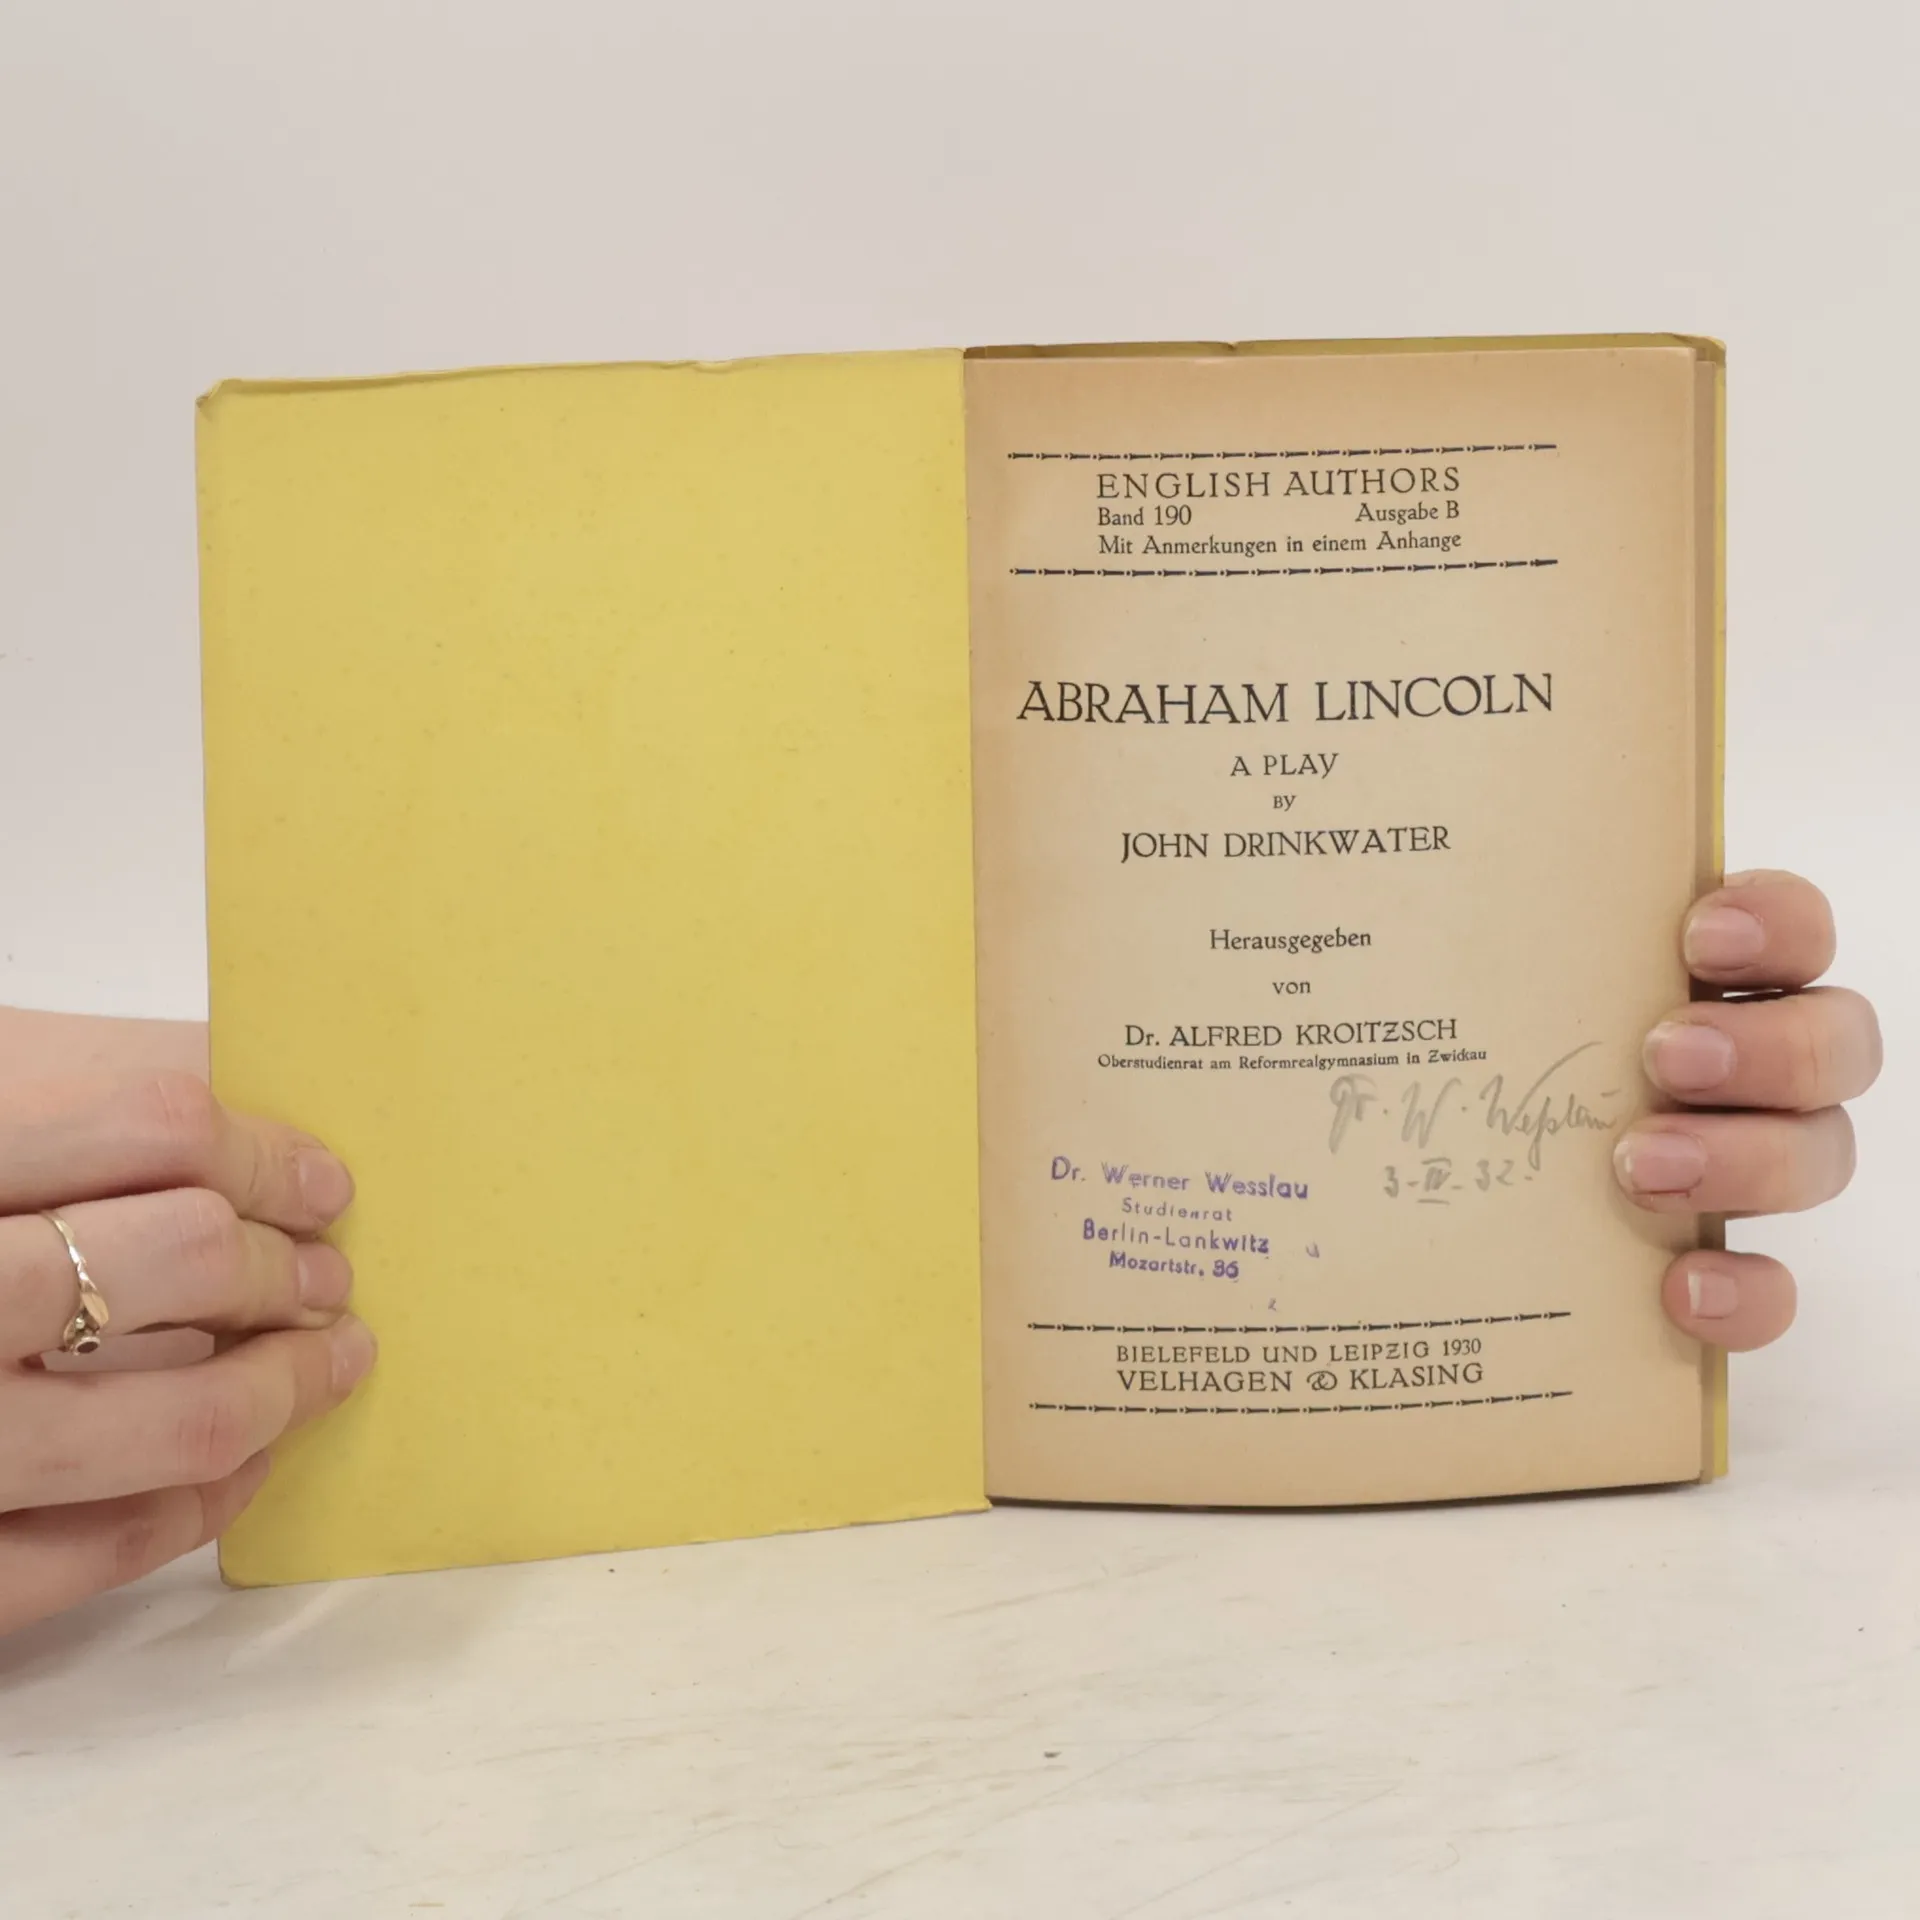 ENGLISH AUTHORS
Band 190 Ausgabe B
Mit Anmerkungen in einem Anhange
ABRAHAM LINCOLN
A PLAY
BY
JOHN DRINKWATER
Herausgegeben
von
Dr. ALFRED KROITZSCH
Oberstudienrat am Reformrealgymnasium in Zwickau
Dr. W. Weßlau
3-IV-32.
Dr. Werner Wesslau
Studienrat
Berlin-Lankwitz
Mozartstr. 36
BIELEFELD UND LEIPZIG 1930
VELHAGEN & KLASING